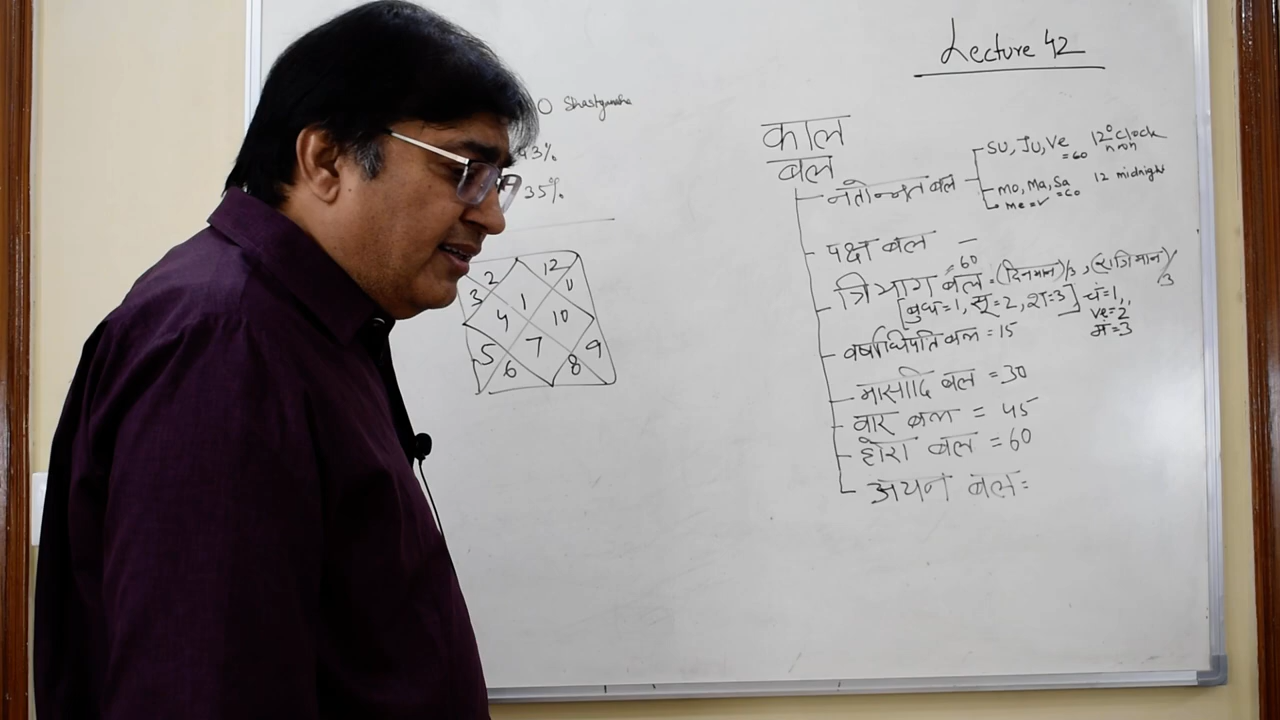 Lecture 42
Shastyamsha
43%
35%
2
12
3
1
11
4
10
5
7
9
6
8
काल
बल
नतोन्नत बल
SU, JU, Ve = 60 12 o'clock noon
Mo, Ma, Sa = 60 12 midnight
Me = ✓
पक्ष बल
त्रिभाग बल = 60 (दिनमान)/3, (रात्रिमान)/3
[बुध=1, सू=2, श=3] चं=1,
Ve=2
मं=3
वर्षाधिपति बल = 15
मासादि बल = 30
वार बल = 45
होरा बल = 60
अयन बल =